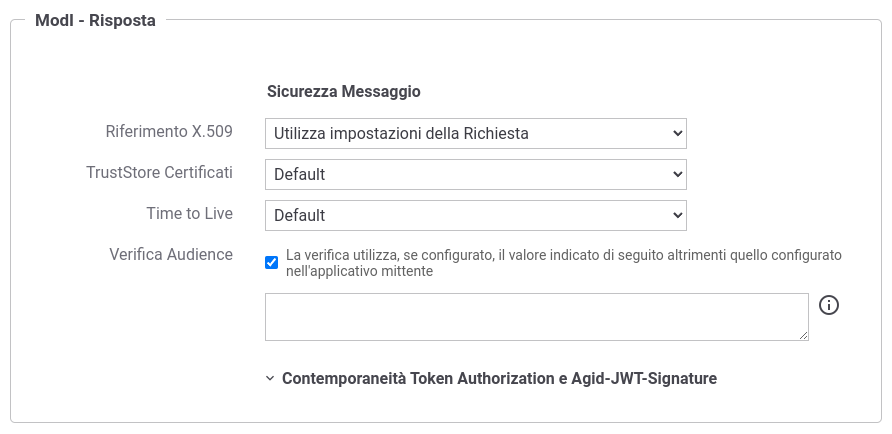 ModI - Risposta
Sicurezza Messaggio
Riferimento X.509
Utilizza impostazioni della Richiesta
TrustStore Certificati
Default
Time to Live
Default
Verifica Audience
La verifica utilizza, se configurato, il valore indicato di seguito altrimenti quello configurato
nell'applicativo mittente
Contemporaneità Token Authorization e Agid-JWT-Signature